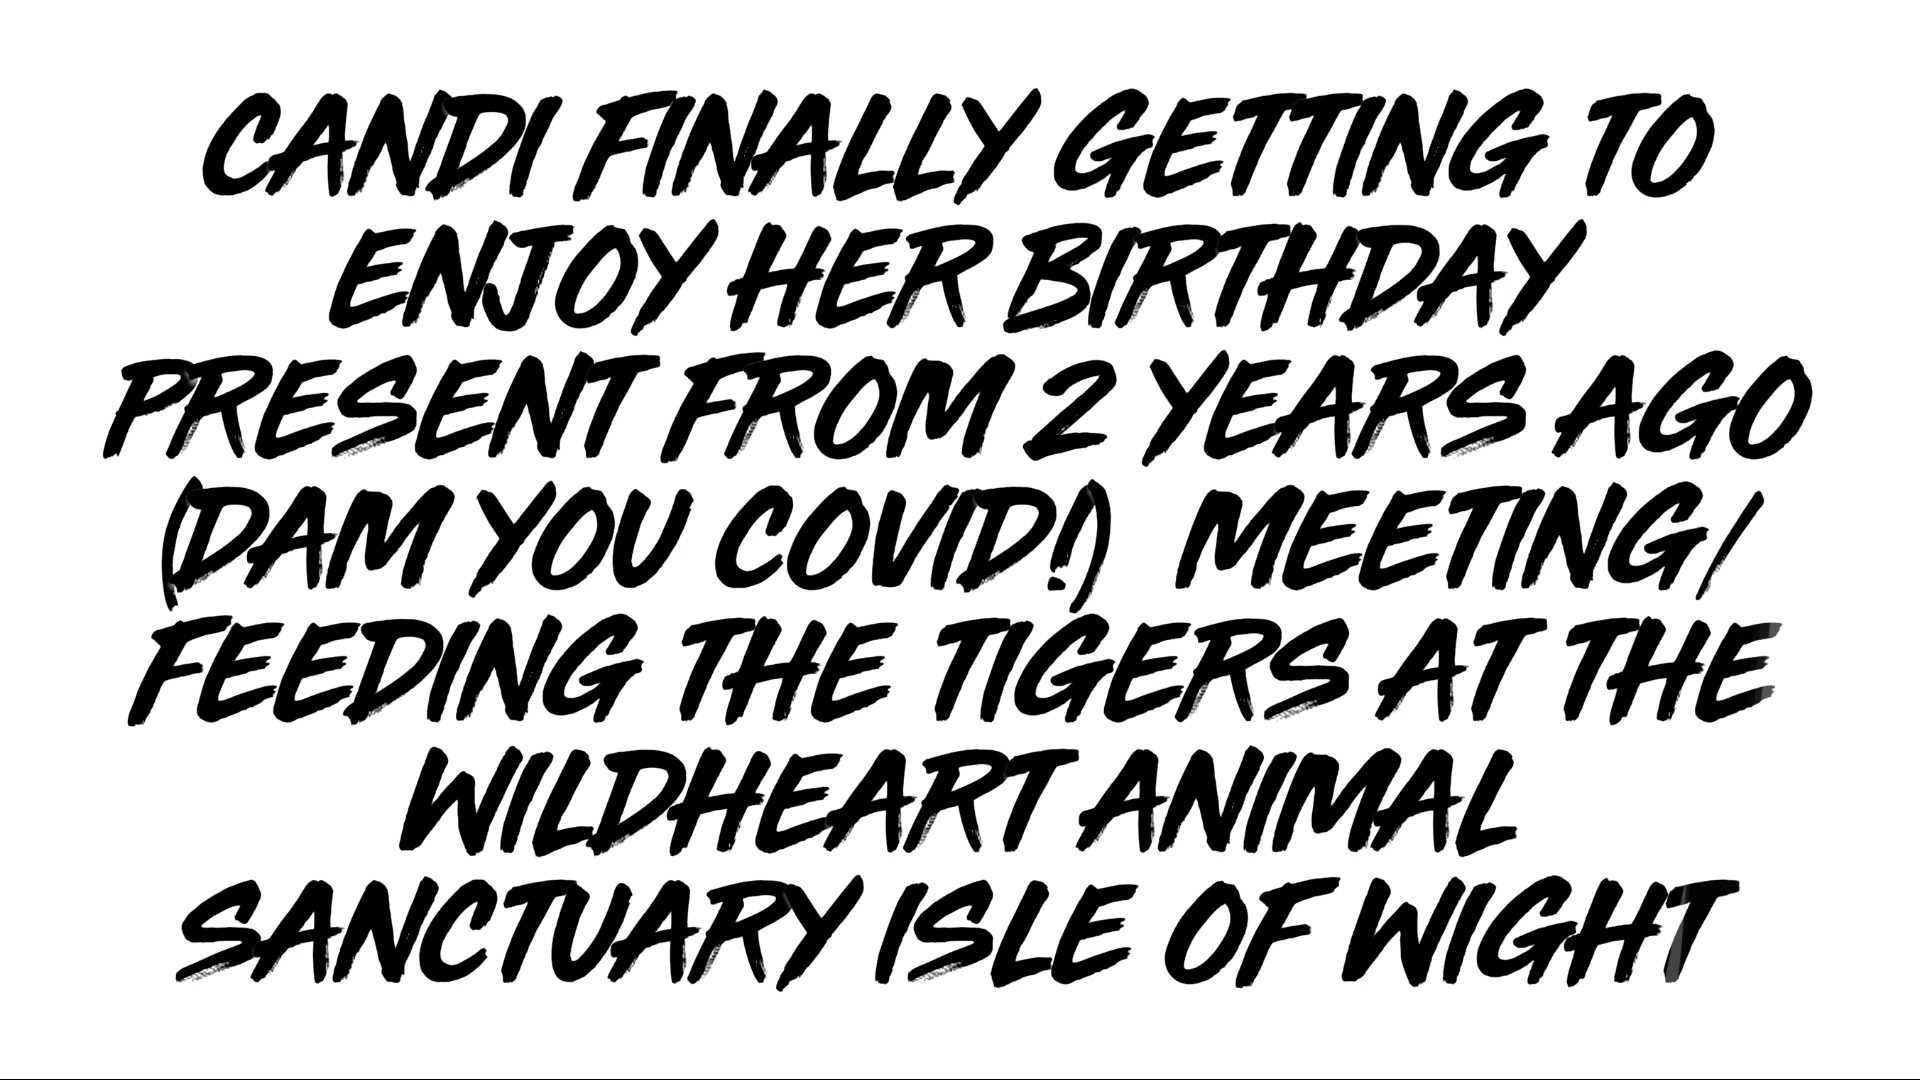 CANDI FINALLY GETTING TO
ENJOY HER BIRTHDAY
PRESENT FROM 2 YEARS AGO
(DAM YOU COVID!) MEETING/
FEEDING THE TIGERS AT THE
WILDHEART ANIMAL
SANCTUARY ISLE OF WIGHT